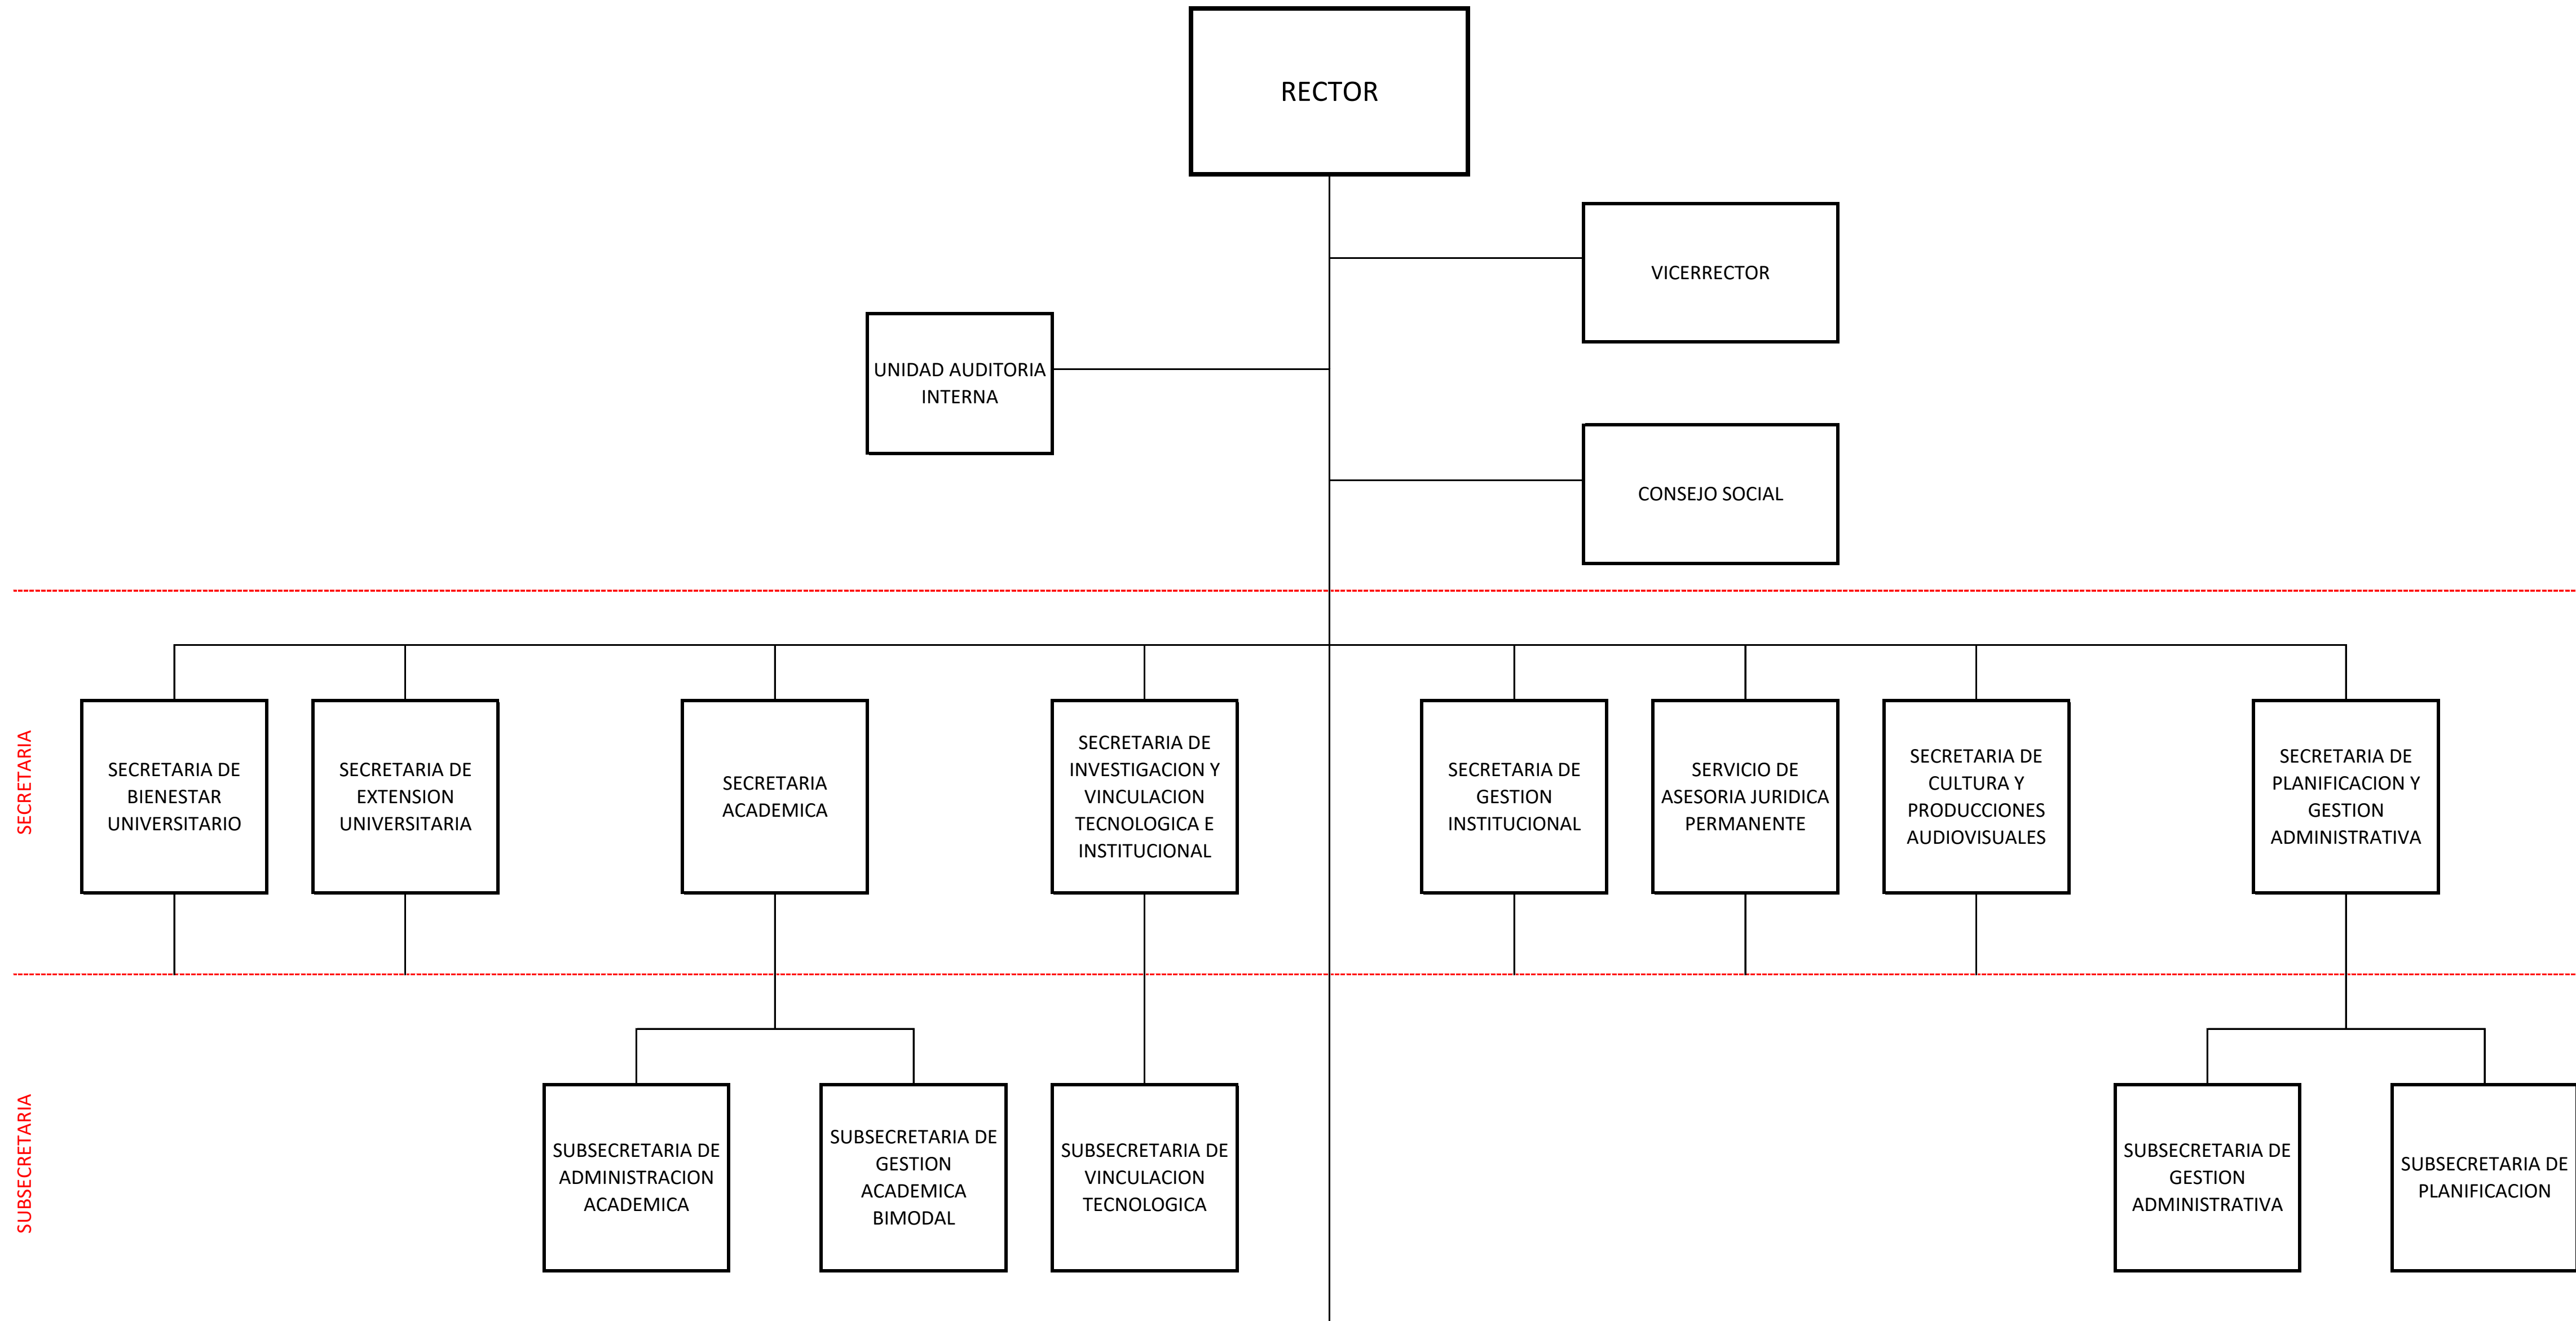 RECTOR
VICERRECTOR
UNIDAD AUDITORIA
INTERNA
CONSEJO SOCIAL
SECRETARIA
SECRETARIA DE
BIENESTAR
UNIVERSITARIO
SECRETARIA DE
EXTENSION
UNIVERSITARIA
SECRETARIA
ACADEMICA
SECRETARIA DE
INVESTIGACION Y
VINCULACION
TECNOLOGICA E
INSTITUCIONAL
SECRETARIA DE
GESTION
INSTITUCIONAL
SERVICIO DE
ASESORIA JURIDICA
PERMANENTE
SECRETARIA DE
CULTURA Y
PRODUCCIONES
AUDIOVISUALES
SECRETARIA DE
PLANIFICACION Y
GESTION
ADMINISTRATIVA
SUBSECRETARIA
SUBSECRETARIA DE
ADMINISTRACION
ACADEMICA
SUBSECRETARIA DE
GESTION
ACADEMICA
BIMODAL
SUBSECRETARIA DE
VINCULACION
TECNOLOGICA
SUBSECRETARIA DE
GESTION
ADMINISTRATIVA
SUBSECRETARIA DE
PLANIFICACION